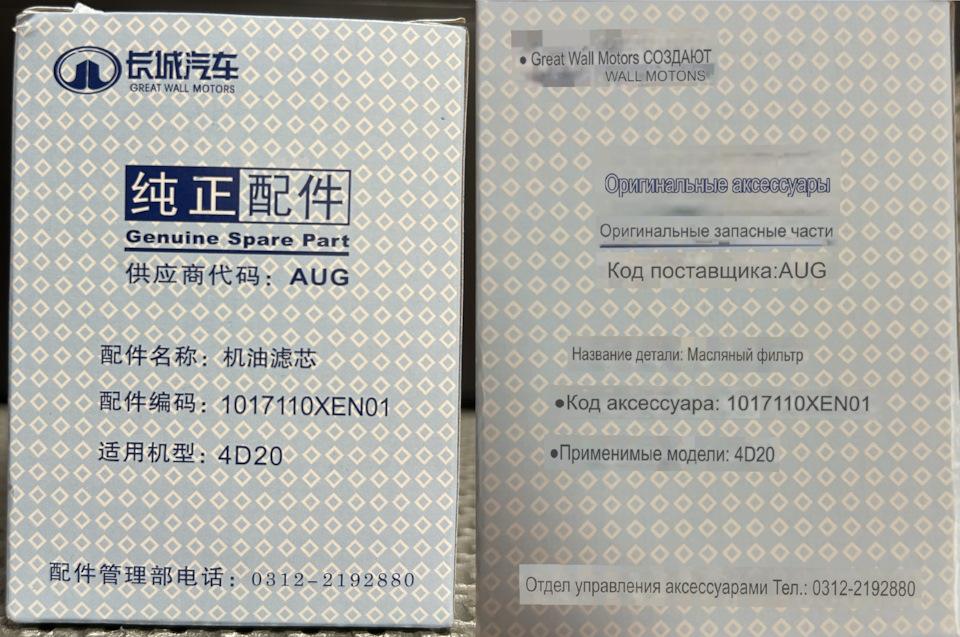 长城汽车
GREAT WALL MOTORS
纯正配件
Genuine Spare Part
供应商代码：AUG
配件名称：机油滤芯
配件编码：1017110XEN01
适用机型：4D20
配件管理部电话：0312-2192880
● Great Wall Motors СОЗДАЮТ
WALL MOTORS
Оригинальные аксессуары
Оригинальные запасные части
Код поставщика:AUG
Название детали: Масляный фильтр
●Код аксессуара: 1017110XEN01
●Применимые модели: 4D20
Отдел управления аксессуарами Тел.: 0312-2192880